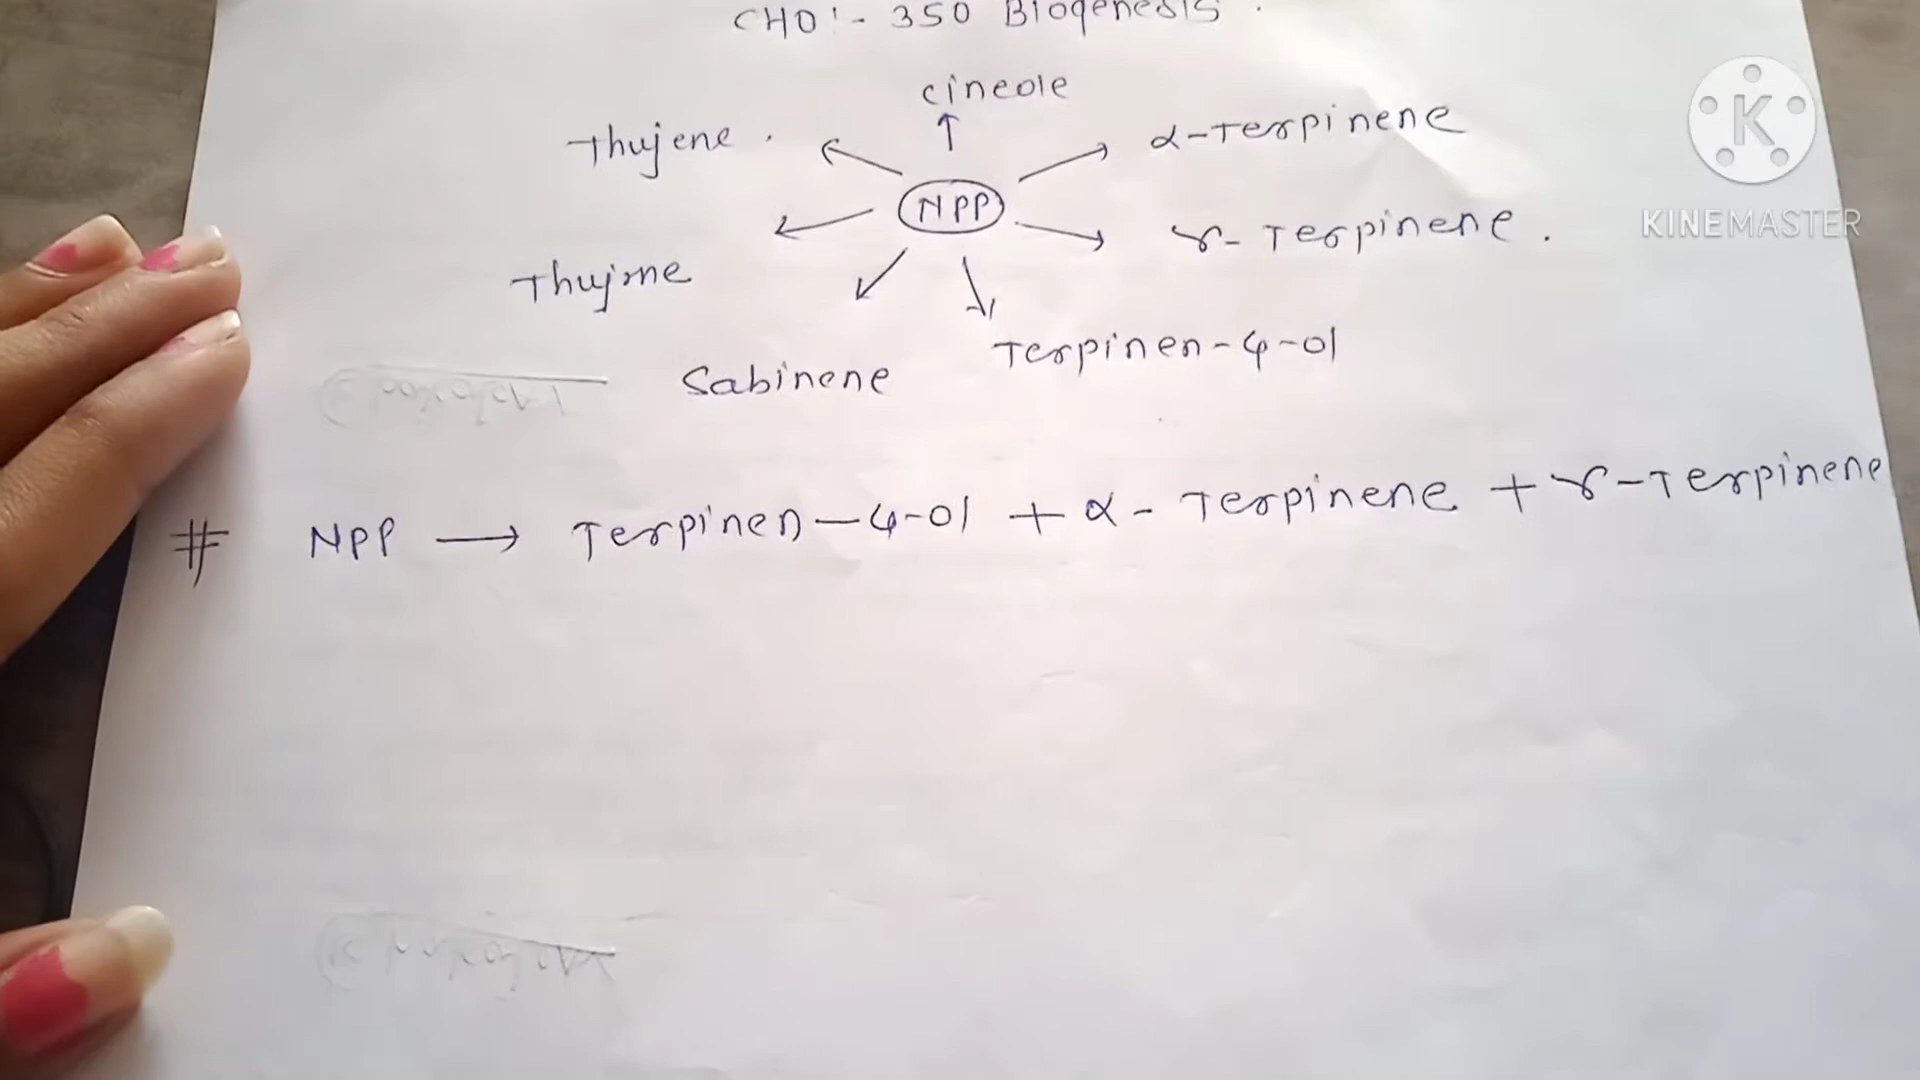 CHO:- 350 Biogenesis.
cineole
Thujene.
α-Terpinene
NPP
γ- Terpinene.
Thujone
Terpinen-4-ol
Sabinene
# NPP → Terpinen-4-ol + α- Terpinene + γ-Terpinene
K
KINEMASTER